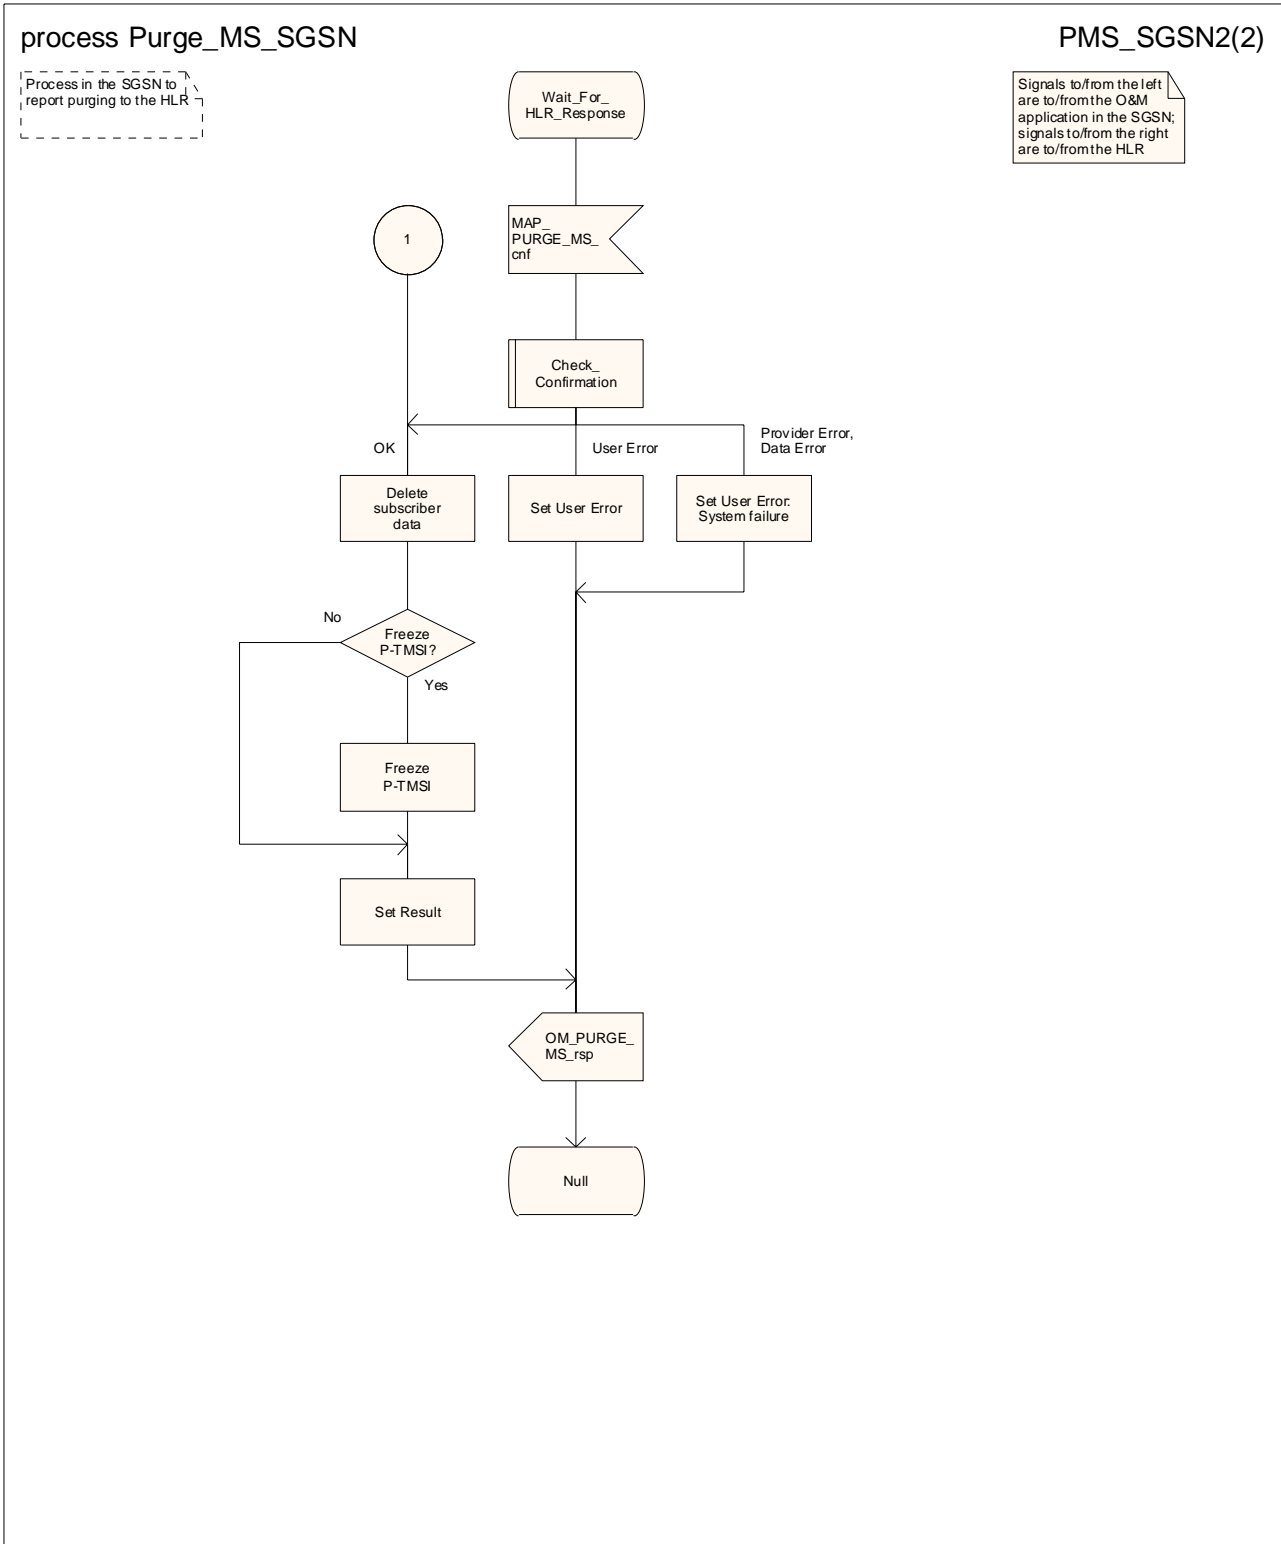 process Purge_MS_SGSN
PMS_SGSN2(2)
Process in the SGSN to
report purging to the HLR
Wait_For_
HLR_Response
Signals to/from the left
are to/from the O&M
application in the SGSN;
signals to/from the right
are to/from the HLR
1
MAP_
PURGE_MS_
cnf
Check_
Confirmation
OK
User Error
Provider Error,
Data Error
Delete
subscriber
data
Set User Error
Set User Error:
System failure
No
Freeze
P-TMSI?
Yes
Freeze
P-TMSI
Set Result
OM_PURGE_
MS_rsp
Null